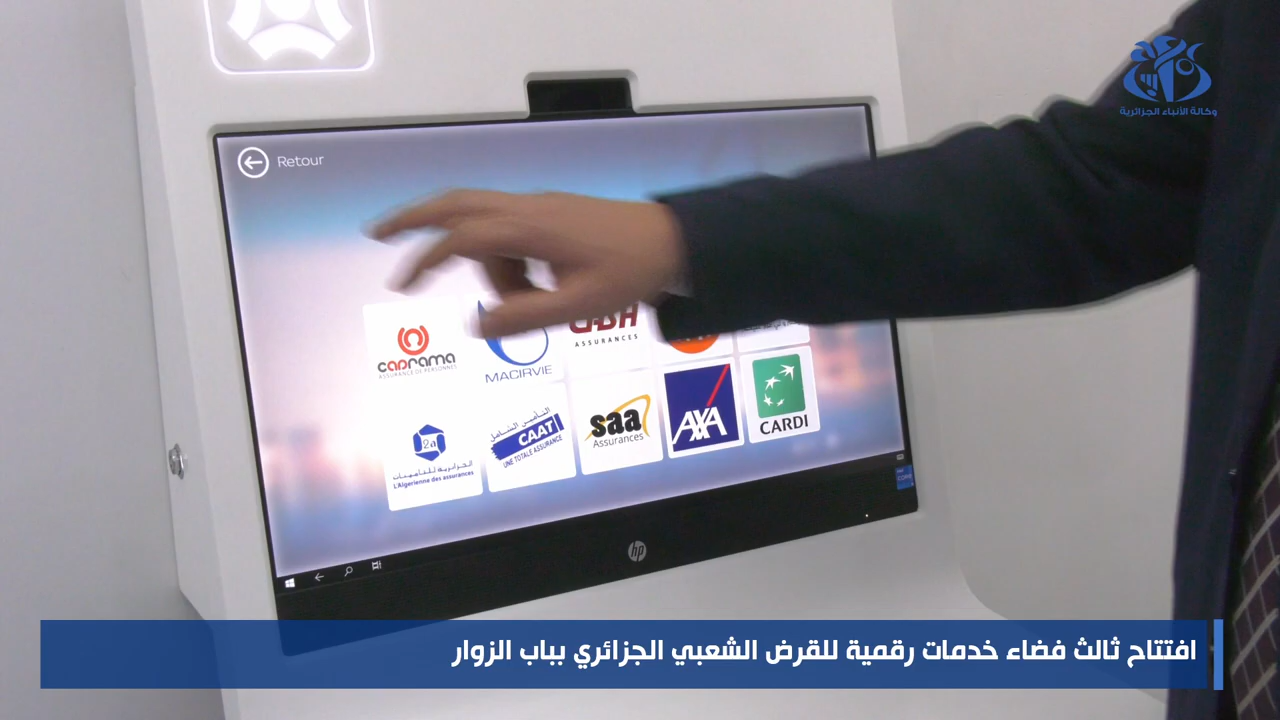 وكالة الأنباء الجزائرية
Retour
caarama
ASSURANCE DE PERSONNES
MACIRVIE
CASH
ASSURANCES
2a
الجزائرية للتأمينات
L'Algerienne des assurances
التأمين الشامل
CAAT
UNE TOTALE ASSURANCE
saa
Assurances
AXA
CARDI
hp
افتتاح ثالث فضاء خدمات رقمية للقرض الشعبي الجزائري بباب الزوار